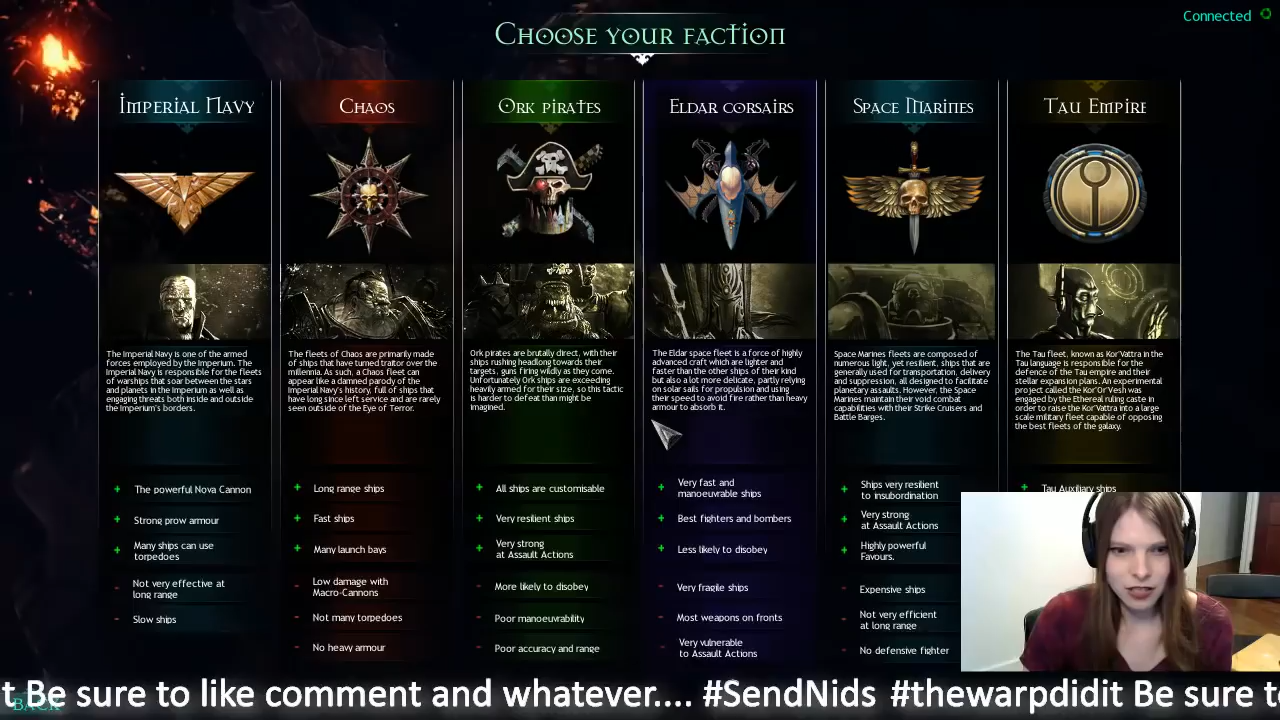 Connected
Choose your faction
Imperial Navy
Chaos
Ork pirates
Eldar corsairs
Space Marines
Tau Empire
The Imperial Navy is one of the armed
forces employed by the Imperium. The
Imperial Navy is responsible for the fleets
of warships that soar between the stars
and planets in the Imperium as well as
engaging threats both inside and outside
the Imperium's borders.
The fleets of Chaos are primarily made
of ships that have turned traitor over the
millennia. As such, a Chaos fleet can
appear like a damned parody of the
Imperial Navy's history, full of ships that
have long since left service and are rarely
seen outside of the Eye of Terror.
Ork pirates are brutally direct, with their
ships rushing headlong towards their
targets, guns firing wildly as they come.
Unfortunately Ork ships are exceeding
heavily armed for their size, so this tactic
is harder to defeat than might be
imagined.
The Eldar space fleet is a force of highly
advanced craft which are lighter and
faster than the other ships of their kind
but also a lot more delicate, partly relying
on solar sails for propulsion and using
their speed to avoid fire rather than heavy
armour to absorb it.
Space Marines fleets are composed of
numerous light, yet resilient, ships that are
generally used for transportation, delivery
and suppression, all designed to facilitate
planetary assaults. However, the Space
Marines maintain their void combat
capabilities with their Strike Cruisers and
Battle Barges.
The Tau fleet, known as Kor'Vattra in the
Tau language is responsible for the
defence of the Tau empire and their
stellar expansion plans. An experimental
project called the Kor'Or'Vesh was
engaged by the Ethereal ruling caste in
order to raise the Kor'Vattra into a large
scale military fleet capable of opposing
the best fleets of the galaxy.
+ The powerful Nova Cannon
+ Strong prow armour
+ Many ships can use
torpedoes
- Not very effective at
long range
- Slow ships
+ Long range ships
+ Fast ships
+ Many launch bays
- Low damage with
Macro-Cannons
- Not many torpedoes
- No heavy armour
+ All ships are customisable
+ Very resilient ships
+ Very strong
at Assault Actions
- More likely to disobey
- Poor manoeuvrability
- Poor accuracy and range
+ Very fast and
manoeuvrable ships
+ Best fighters and bombers
+ Less likely to disobey
- Very fragile ships
- Most weapons on fronts
- Very vulnerable
to Assault Actions
+ Ships very resilient
to insubordination
+ Very strong
at Assault Actions
+ Highly powerful
Favours.
- Expensive ships
- Not very efficient
at long range
- No defensive fighter
+ Tau Auxiliary ships
t Be sure to like comment and whatever.... #SendNids #thewarpdidit Be sure t
BACK